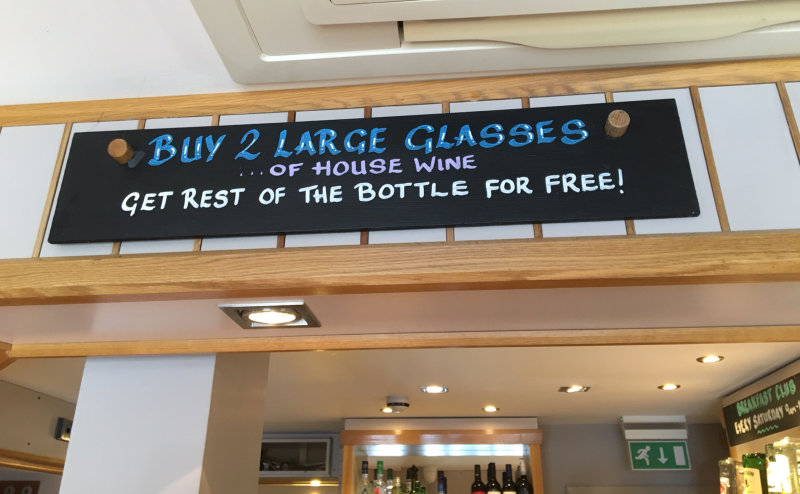 BUY 2 LARGE GLASSES
...OF HOUSE WINE
GET REST OF THE BOTTLE FOR FREE!
BREAKFAST CLUB
EVERY SATURDAY